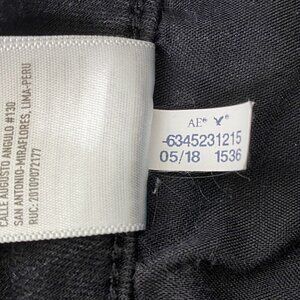 CALLE AUGUSTO ANGULO #130
SAN ANTONIO-MIRAFLORES, LIMA-PERU
RUC: 20109072177
AE®
-6345231215
05/18 1536